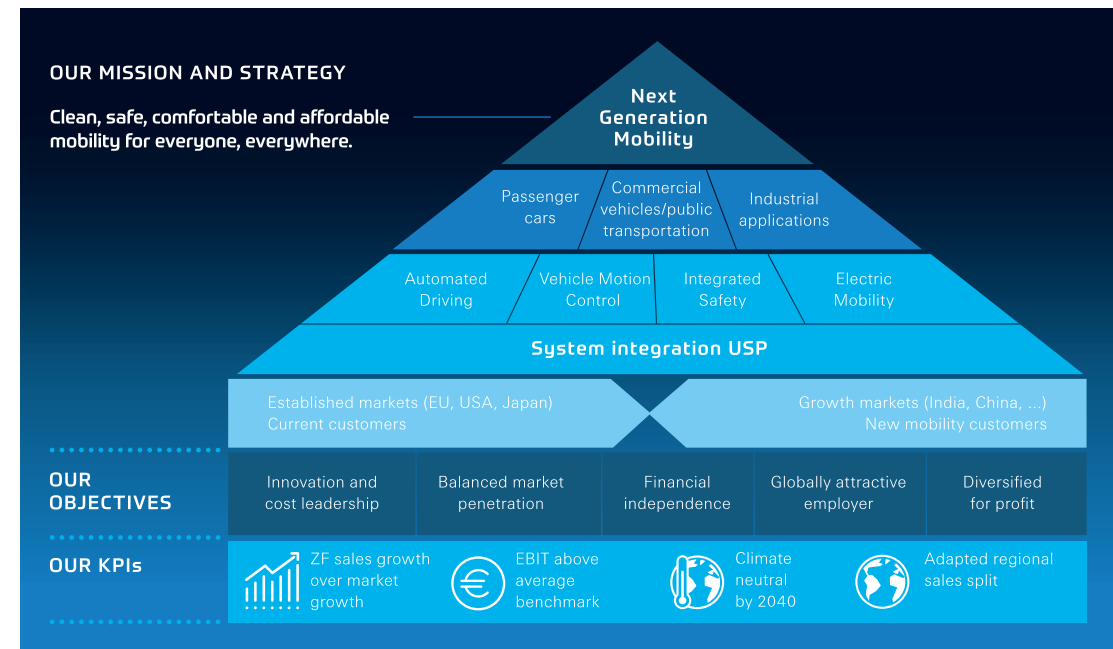 OUR MISSION AND STRATEGY
Clean, safe, comfortable and affordable
mobility for everyone, everywhere.
Next
Generation
Mobility
Passenger
cars
Commercial
vehicles/public
transportation
Industrial
applications
Automated
Driving
Vehicle Motion
Control
Integrated
Safety
Electric
Mobility
System integration USP
Established markets (EU, USA, Japan)
Current customers
Growth markets (India, China, ...)
New mobility customers
OUR
OBJECTIVES
Innovation and
cost leadership
Balanced market
penetration
Financial
independence
Globally attractive
employer
Diversified
for profit
OUR KPIs
ZF sales growth
over market
growth
€
EBIT above
average
benchmark
Climate
neutral
by 2040
Adapted regional
sales split